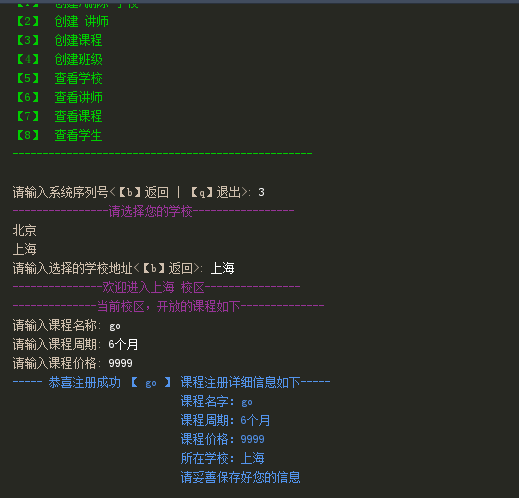 【2】 创建 讲师
【3】 创建课程
【4】 创建班级
【5】 查看学校
【6】 查看讲师
【7】 查看课程
【8】 查看学生
--------------------------------------------------
请输入系统序列号<【b】返回 | 【q】退出>: 3
----------------请选择您的学校-----------------
北京
上海
请输入选择的学校地址<【b】返回>: 上海
---------------欢迎进入上海 校区----------------
--------------当前校区，开放的课程如下--------------
请输入课程名称: go
请输入课程周期: 6个月
请输入课程价格: 9999
----- 恭喜注册成功 【 go 】 课程注册详细信息如下-----
课程名字: go
课程周期: 6个月
课程价格: 9999
所在学校: 上海
请妥善保存好您的信息